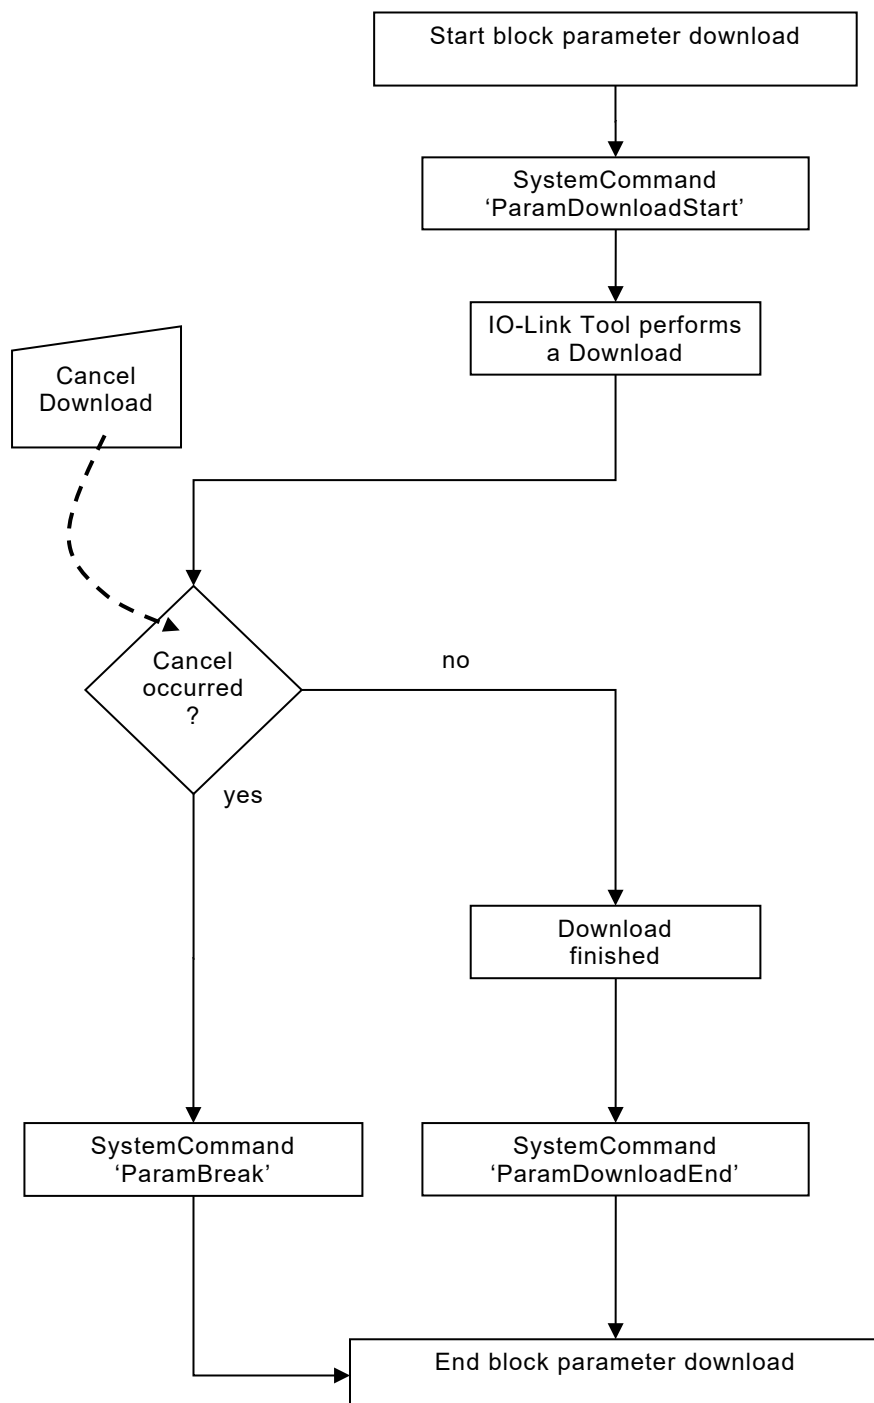 Start block parameter download
SystemCommand
‘ParamDownloadStart’
IO-Link Tool performs
a Download
Cancel
Download
Cancel
occurred
?
no
yes
Download
finished
SystemCommand
‘ParamBreak’
SystemCommand
‘ParamDownloadEnd’
End block parameter download